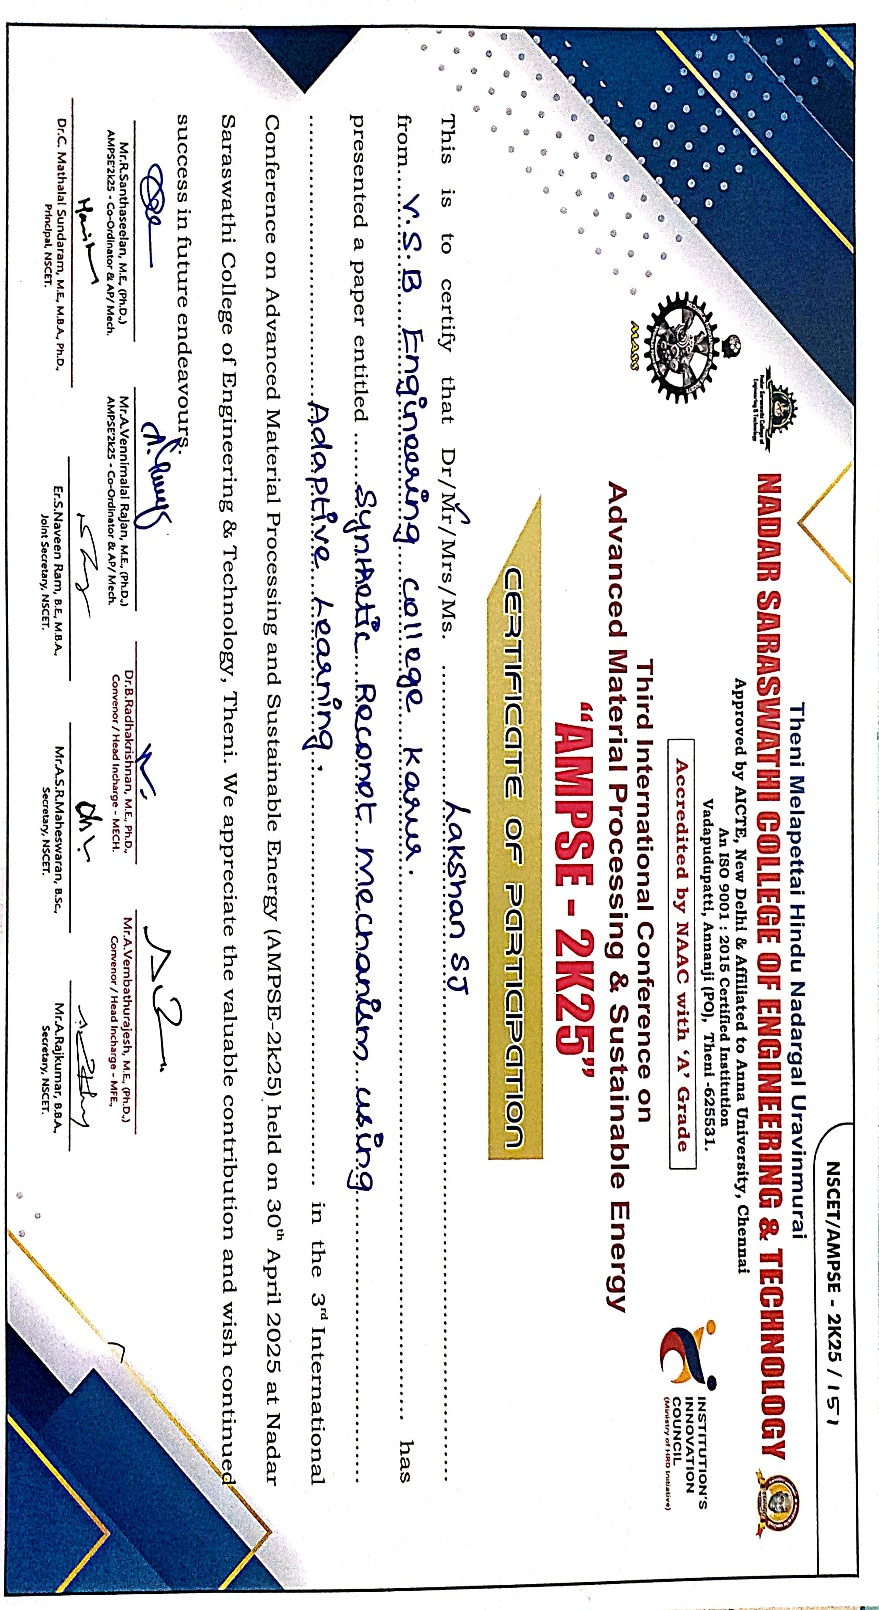 NSCET/AMPSE - 2K25 / 151
Theni Melapettai Hindu Nadargal Uravinmurai
NADAR SARASWATHI COLLEGE OF ENGINEERING & TECHNOLOGY
Approved by AICTE, New Delhi & Affiliated to Anna University, Chennai
An ISO 9001 : 2015 Certified Institution
Vadapudupatti, Annanji (PO), Theni -625531.
Accredited by NAAC with ‘A’ Grade
MASS
INSTITUTION'S
INNOVATION
COUNCIL
(Ministry of HRD Initiative)
Third International Conference on
Advanced Material Processing & Sustainable Energy
“AMPSE - 2K25”
CERTIFICATE OF PARTICIPATION
This is to certify that Dr/Mr/Mrs/Ms. Lakshan SJ
from V.S.B Engineering college Karur. has
presented a paper entitled Synthetic Reconot mechanism using
Adaptive Learning. in the 3rd International
Conference on Advanced Material Processing and Sustainable Energy (AMPSE-2k25) held on 30th April 2025 at Nadar
Saraswathi College of Engineering & Technology, Theni. We appreciate the valuable contribution and wish continued
success in future endeavours.
Mr.R.Santhaseelan, M.E., (Ph.D.,)
AMPSE'2k25 - Co-Ordinator & AP/ Mech.
Mr.A.Vennimalai Rajan, M.E., (Ph.D.,)
AMPSE'2k25 - Co-Ordinator & AP/ Mech.
Dr.B.Radhakrishnan, M.E., Ph.D.,
Convenor / Head Incharge - MECH.
Mr.A.Vembathurajesh, M.E., (Ph.D.,)
Convenor / Head Incharge - MFE.,
Dr.C. Mathalai Sundaram, M.E., M.B.A., Ph.D.,
Principal, NSCET.
Er.S.Naveen Ram, B.E., M.B.A.,
Joint Secretary, NSCET.
Mr.A.S.R.Maheswaran, B.Sc.,
Secretary, NSCET.
Mr.A.Rajkumar, B.B.A.,
Secretary, NSCET.